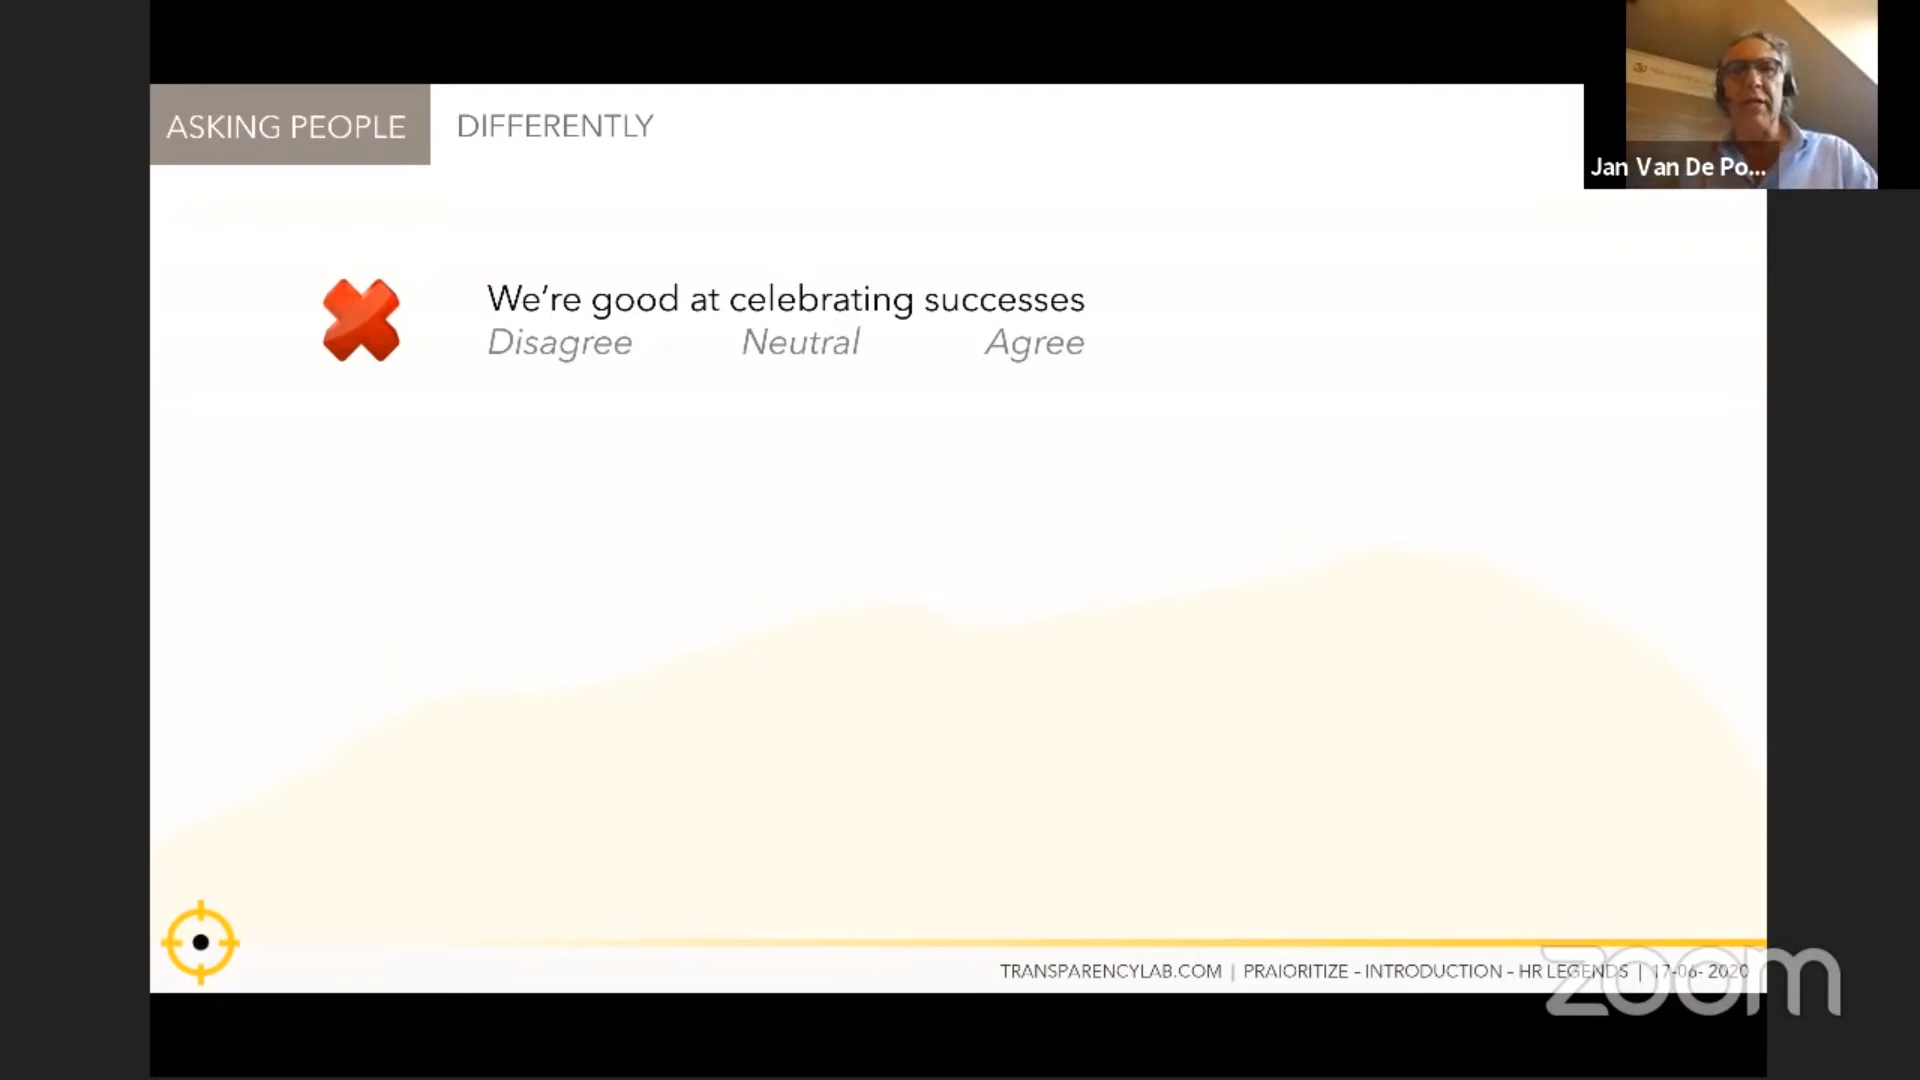 ASKING PEOPLE DIFFERENTLY
Jan Van De Po...
We're good at celebrating successes
Disagree Neutral Agree
TRANSPARENCYLAB.COM | PRAIORITIZE – INTRODUCTION – HR LEGENDS | 17-06- 2020
zoom